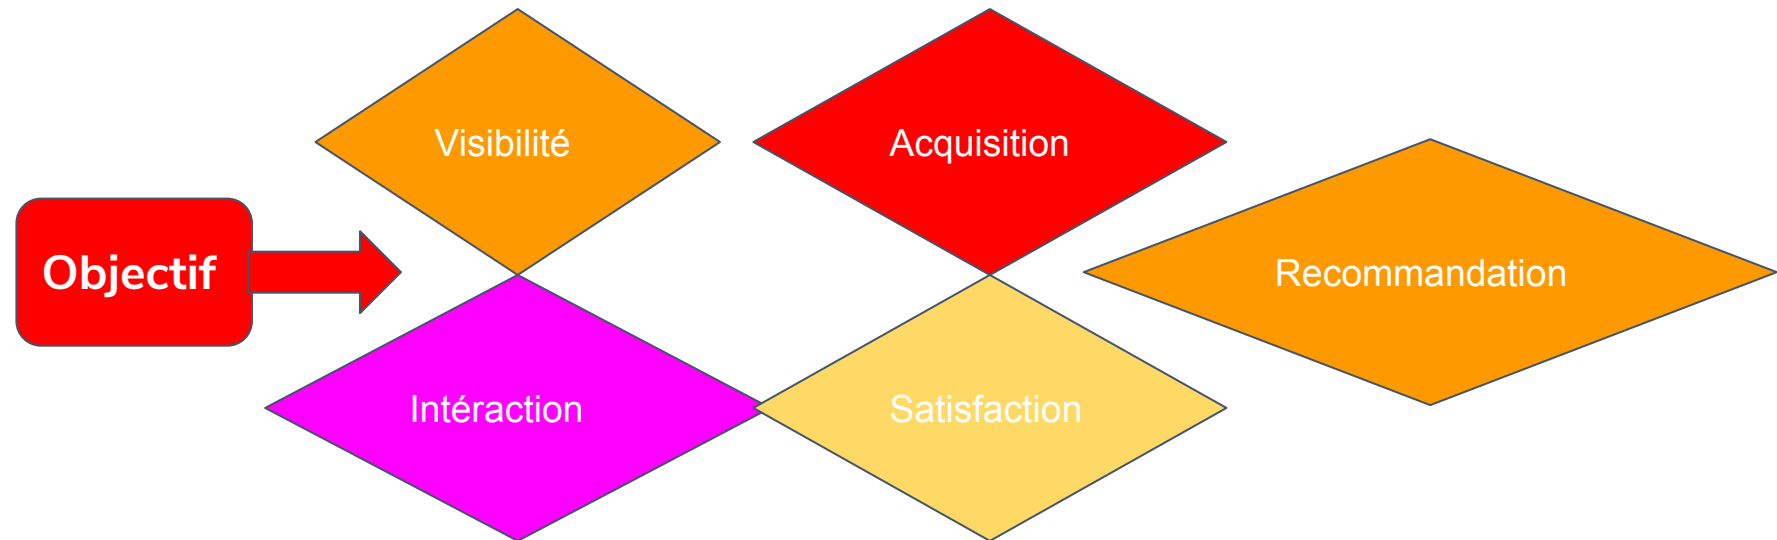 Objectif
Visibilité
Acquisition
Recommandation
Intéraction
Satisfaction